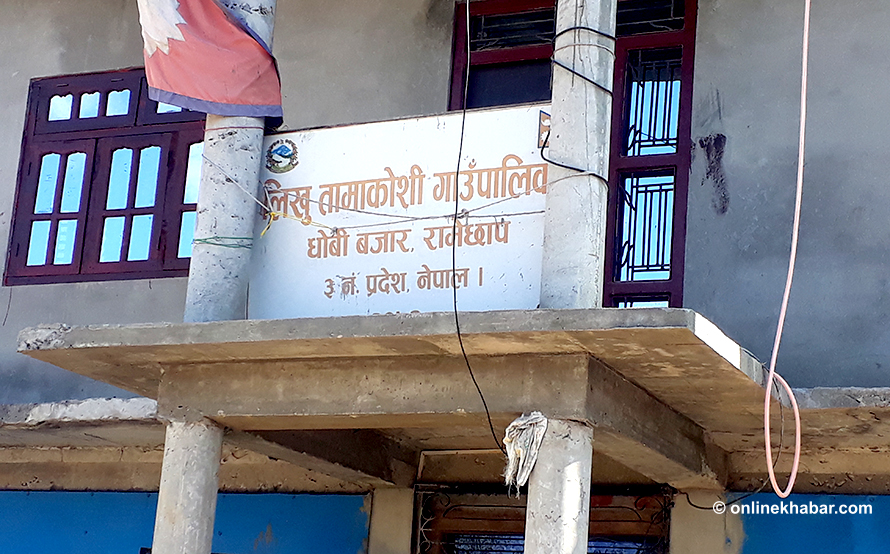 लिखु तामाकोशी गाउँपालिव
धोबी बजार, रामेछाप
३ नं. प्रदेश, नेपाल ।
© onlinekhabar.com